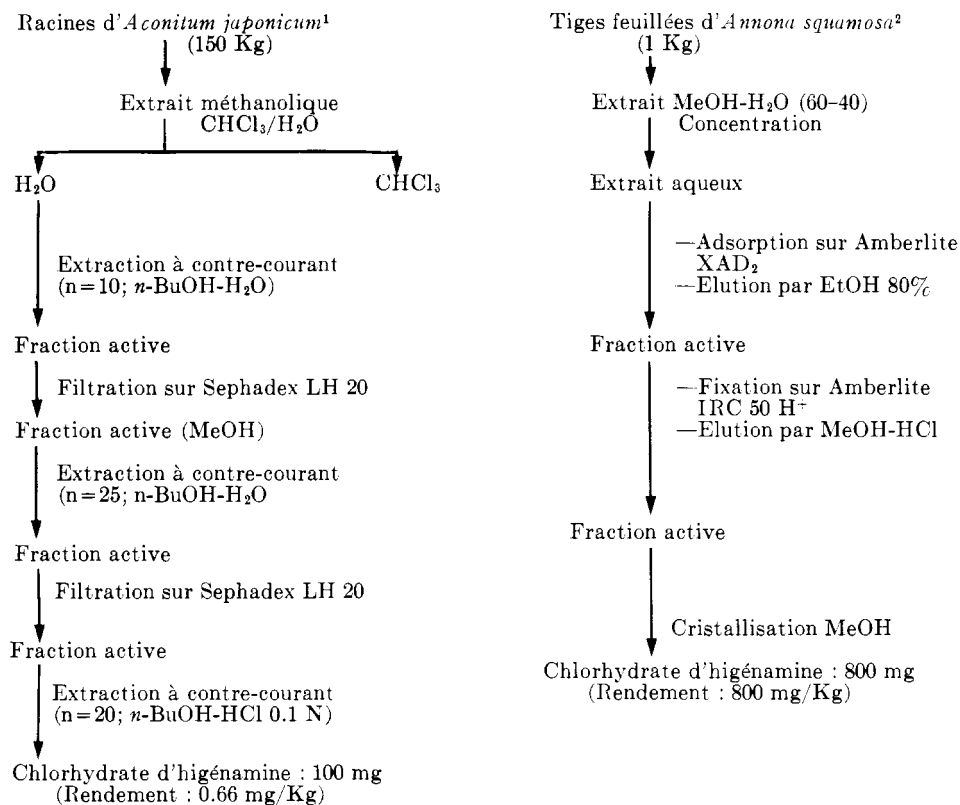 Racines d'Aconitum japonicum¹
(150 Kg)
Extrait méthanolique
CHCl₃/H₂O
H₂O
CHCl₃
Extraction à contre-courant
(n=10; n-BuOH-H₂O)
Fraction active
Filtration sur Sephadex LH 20
Fraction active (MeOH)
Extraction à contre-courant
(n=25; n-BuOH-H₂O
Fraction active
Filtration sur Sephadex LH 20
Fraction active
Extraction à contre-courant
(n=20; n-BuOH-HCl 0.1 N)
Chlorhydrate d'higénamine : 100 mg
(Rendement : 0.66 mg/Kg)
Tiges feuillées d'Annona squamosa²
(1 Kg)
Extrait MeOH-H₂O (60-40)
Concentration
Extrait aqueux
—Adsorption sur Amberlite
XAD₂
—Elution par EtOH 80%
Fraction active
—Fixation sur Amberlite
IRC 50 H⁺
—Elution par MeOH-HCl
Fraction active
Cristallisation MeOH
Chlorhydrate d'higénamine : 800 mg
(Rendement : 800 mg/Kg)